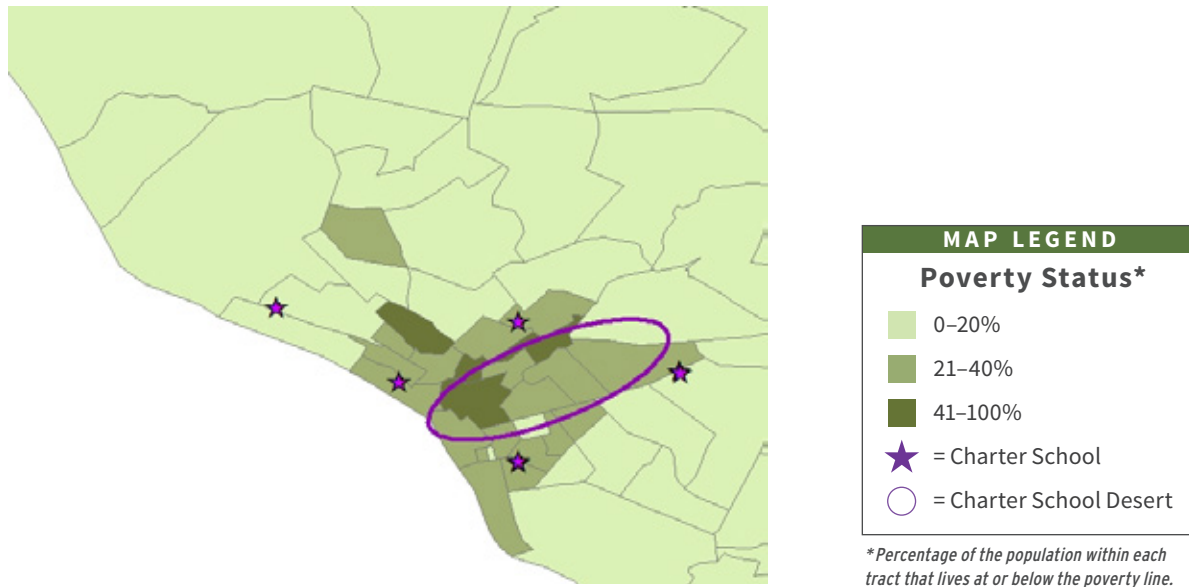 MAP LEGEND
Poverty Status*
0–20%
21–40%
41–100%
= Charter School
= Charter School Desert
*Percentage of the population within each
tract that lives at or below the poverty line.